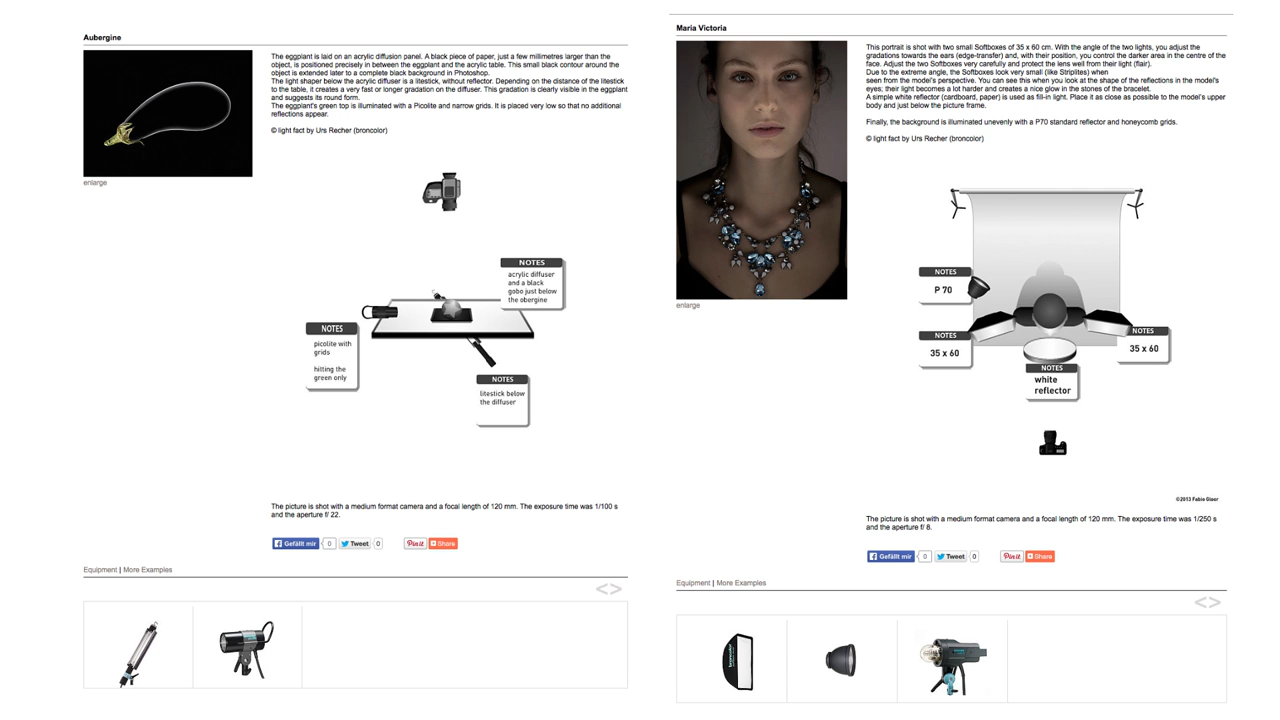 Aubergine
The eggplant is laid on an acrylic diffusion panel. A black piece of paper, just a few millimetres larger than the
object, is positioned precisely in between the eggplant and the acrylic table. This small black contour around the
object is extended later to a complete black background in Photoshop.
The light shaper below the acrylic diffuser is a litestick, without reflector. Depending on the distance of the litestick
to the table, it creates a very fast or longer gradation on the diffuser. This gradation is clearly visible in the eggplant
and suggests its round form.
The eggplant's green top is illuminated with a Picolite and narrow grids. It is placed very low so that no additional
reflections appear.
© light fact by Urs Recher (broncolor)
enlarge
NOTES
acrylic diffuser
and a black
gobo just below
the obergine
NOTES
picolite with
grids
hitting the
green only
NOTES
litestick below
the diffuser
The picture is shot with a medium format camera and a focal length of 120 mm. The exposure time was 1/100 s
and the aperture f/ 22.
Gefällt mir 0 Tweet 0 Pin it Share
Equipment | More Examples
<>
Maria Victoria
This portrait is shot with two small Softboxes of 35 x 60 cm. With the angle of the two lights, you adjust the
gradations towards the ears (edge-transfer) and, with their position, you control the darker area in the centre of the
face. Adjust the two Softboxes very carefully and protect the lens well from their light (flair).
Due to the extreme angle, the Softboxes look very small (like Striplites) when
seen from the model's perspective. You can see this when you look at the shape of the reflections in the model's
eyes; their light becomes a lot harder and creates a nice glow in the stones of the bracelet.
A simple white reflector (cardboard, paper) is used as fill-in light. Place it as close as possible to the model's upper
body and just below the picture frame.
Finally, the background is illuminated unevenly with a P70 standard reflector and honeycomb grids.
© light fact by Urs Recher (broncolor)
enlarge
NOTES
P 70
NOTES
35 x 60
NOTES
35 x 60
NOTES
white
reflector
©2013 Fabio Gloor
The picture is shot with a medium format camera and a focal length of 120 mm. The exposure time was 1/250 s
and the aperture f/ 8.
Gefällt mir 0 Tweet 0 Pin it Share
Equipment | More Examples
<>
broncolor